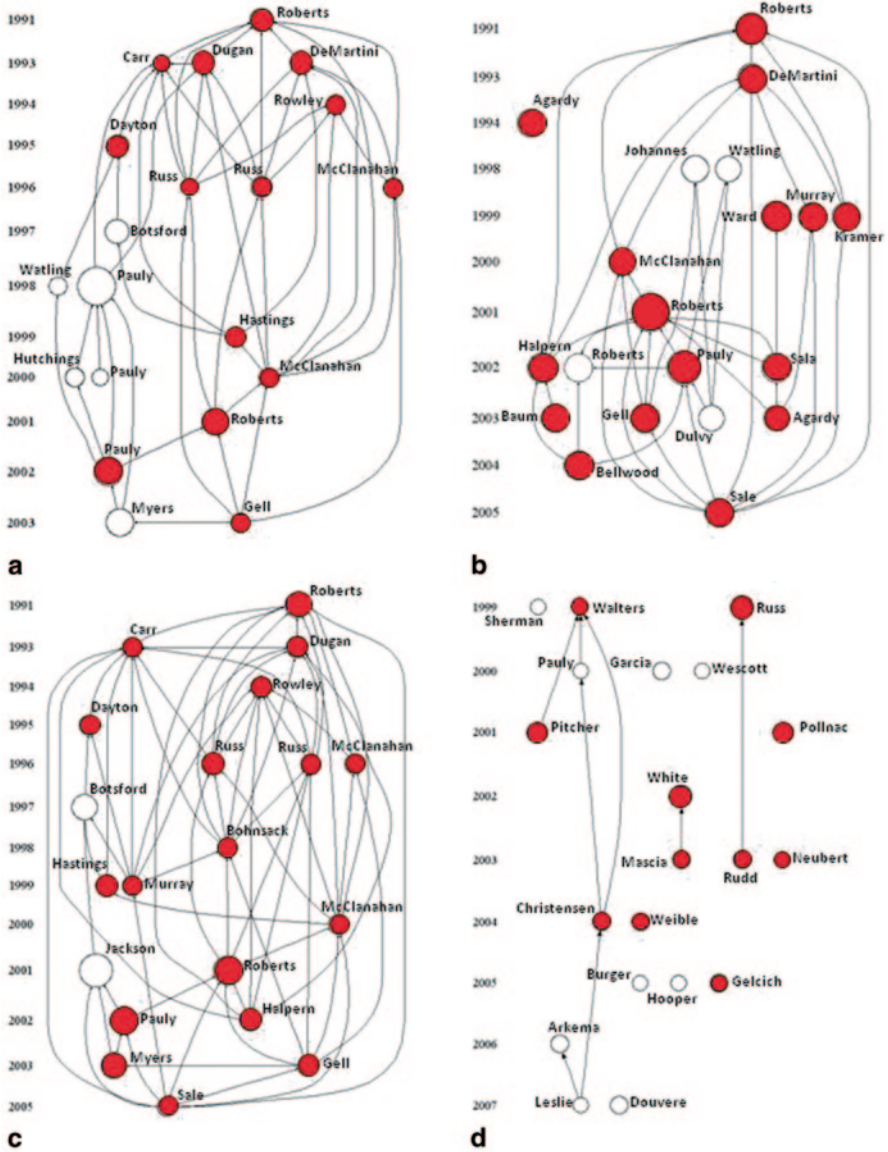 1991 Roberts
1993 Carr Dugan DeMartini
1994 Rowley
1995 Dayton
1996 Russ Russ McClanahan
1997 Botsford
1998 Watling Pauly
1999 Hastings
2000 Hutchings Pauly McClanahan
2001 Roberts
2002 Pauly
2003 Myers Gell
a
1991 Roberts
1993 DeMartini
1994 Agardy
1998 Johannes Watling
1999 Ward Murray Kramer
2000 McClanahan
2001 Roberts
2002 Halpern Roberts Pauly Sala
2003 Baum Gell Dulvy Agardy
2004 Bellwood
2005 Sale
b
1991 Roberts
1993 Carr Dugan
1994 Rowley
1995 Dayton
1996 Russ Russ McClanahan
1997 Botsford
1998 Bohnsack
1999 Hastings Murray
2000 McClanahan
2001 Jackson Roberts
2002 Pauly Halpern
2003 Myers Gell
2005 Sale
c
1999 Sherman Walters Russ
2000 Pauly Garcia Wescott
2001 Pitcher Pollnac
2002 White
2003 Mascia Rudd Neubert
2004 Christensen Weible
2005 Burger Hooper Gelcich
2006 Arkema
2007 Leslie Douvere
d